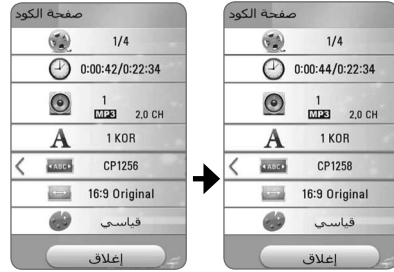 صفحة الكود
1/4
0:00:42/0:22:34
1
MP3 2,0 CH
A 1 KOR
ABC CP1256
16:9 Original
قياسي
إغلاق
صفحة الكود
1/4
0:00:44/0:22:34
1
MP3 2,0 CH
A 1 KOR
ABC CP1258
16:9 Original
قياسي
إغلاق